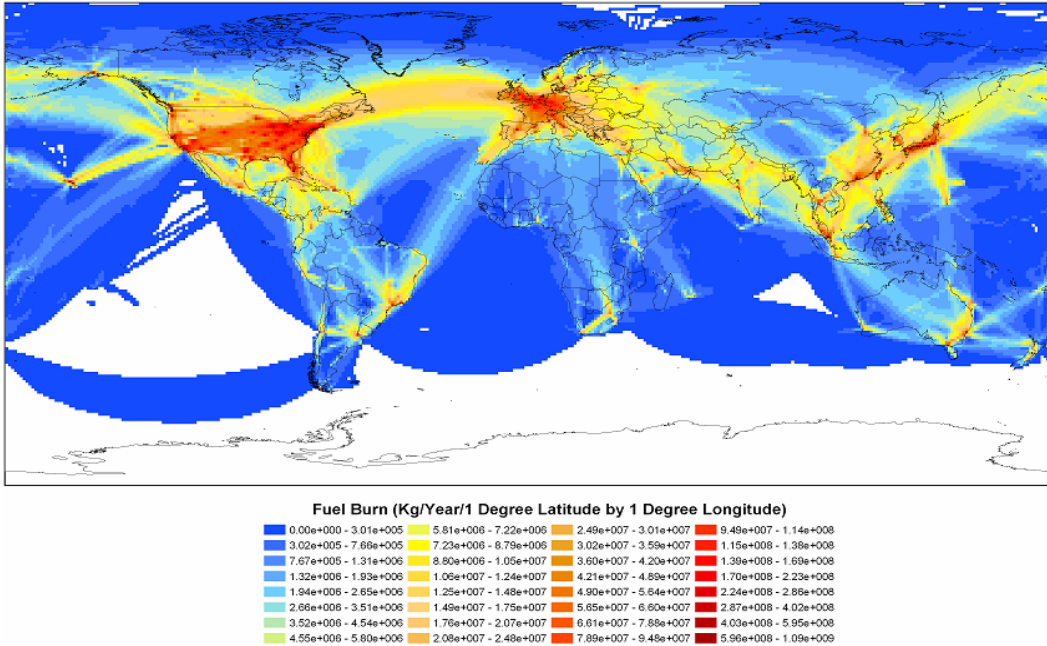 Fuel Burn (Kg/Year/1 Degree Latitude by 1 Degree Longitude)
0.00e+000 - 3.01e+005 5.81e+006 - 7.22e+006 2.49e+007 - 3.01e+007 9.49e+007 - 1.14e+008
3.02e+005 - 7.66e+005 7.23e+006 - 8.79e+006 3.02e+007 - 3.59e+007 1.15e+008 - 1.38e+008
7.67e+005 - 1.31e+006 8.80e+006 - 1.05e+007 3.60e+007 - 4.20e+007 1.39e+008 - 1.69e+008
1.32e+006 - 1.93e+006 1.06e+007 - 1.24e+007 4.21e+007 - 4.89e+007 1.70e+008 - 2.23e+008
1.94e+006 - 2.65e+006 1.25e+007 - 1.48e+007 4.90e+007 - 5.64e+007 2.24e+008 - 2.86e+008
2.66e+006 - 3.51e+006 1.49e+007 - 1.75e+007 5.65e+007 - 6.60e+007 2.87e+008 - 4.02e+008
3.52e+006 - 4.54e+006 1.76e+007 - 2.07e+007 6.61e+007 - 7.88e+007 4.03e+008 - 5.95e+008
4.55e+006 - 5.80e+006 2.08e+007 - 2.48e+007 7.89e+007 - 9.48e+007 5.96e+008 - 1.09e+009